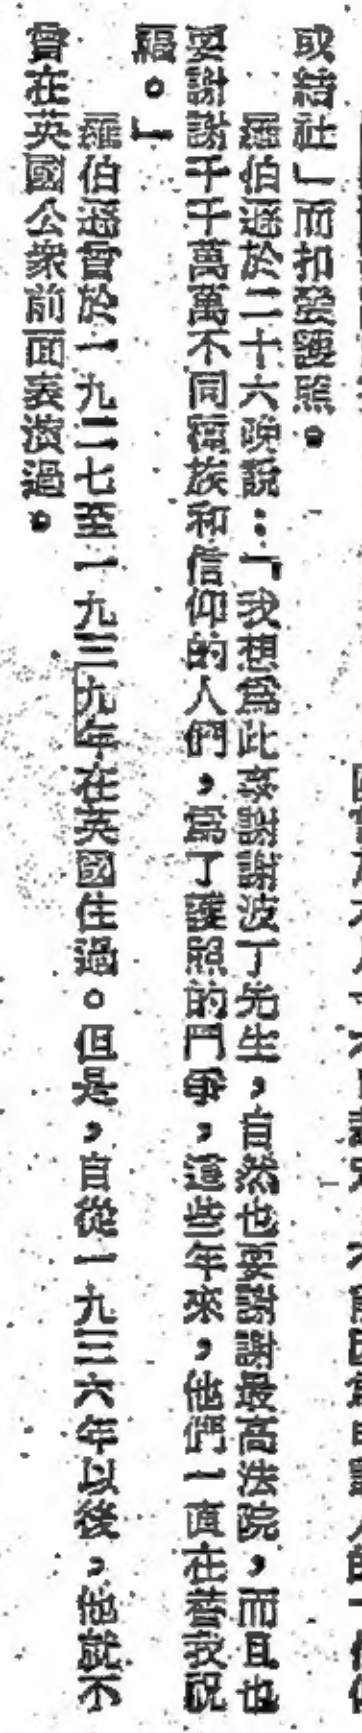 或結社」而扣發護照。
羅伯遜於二十六晚說：「我想爲此事謝謝波丁先生，自然也要謝謝最高法院，而且也
要謝謝千千萬萬不同種族和信仰的人們，爲了護照的鬥爭，這些年來，他們一直在替我祝
福。」
羅伯遜曾於一九二七至一九三九年在英國住過。但是，自從一九三六年以後，他就不
曾在英國公衆前面表演過。